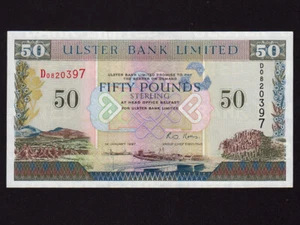 50 ULSTER BANK LIMITED 50
D0820397
ULSTER BANK LIMITED PROMISE TO PAY
THE BEARER ON DEMAND
50 FIFTY POUNDS 50
STERLING
AT HEAD OFFICE BELFAST
FOR ULSTER BANK LIMITED
1997
D0820397